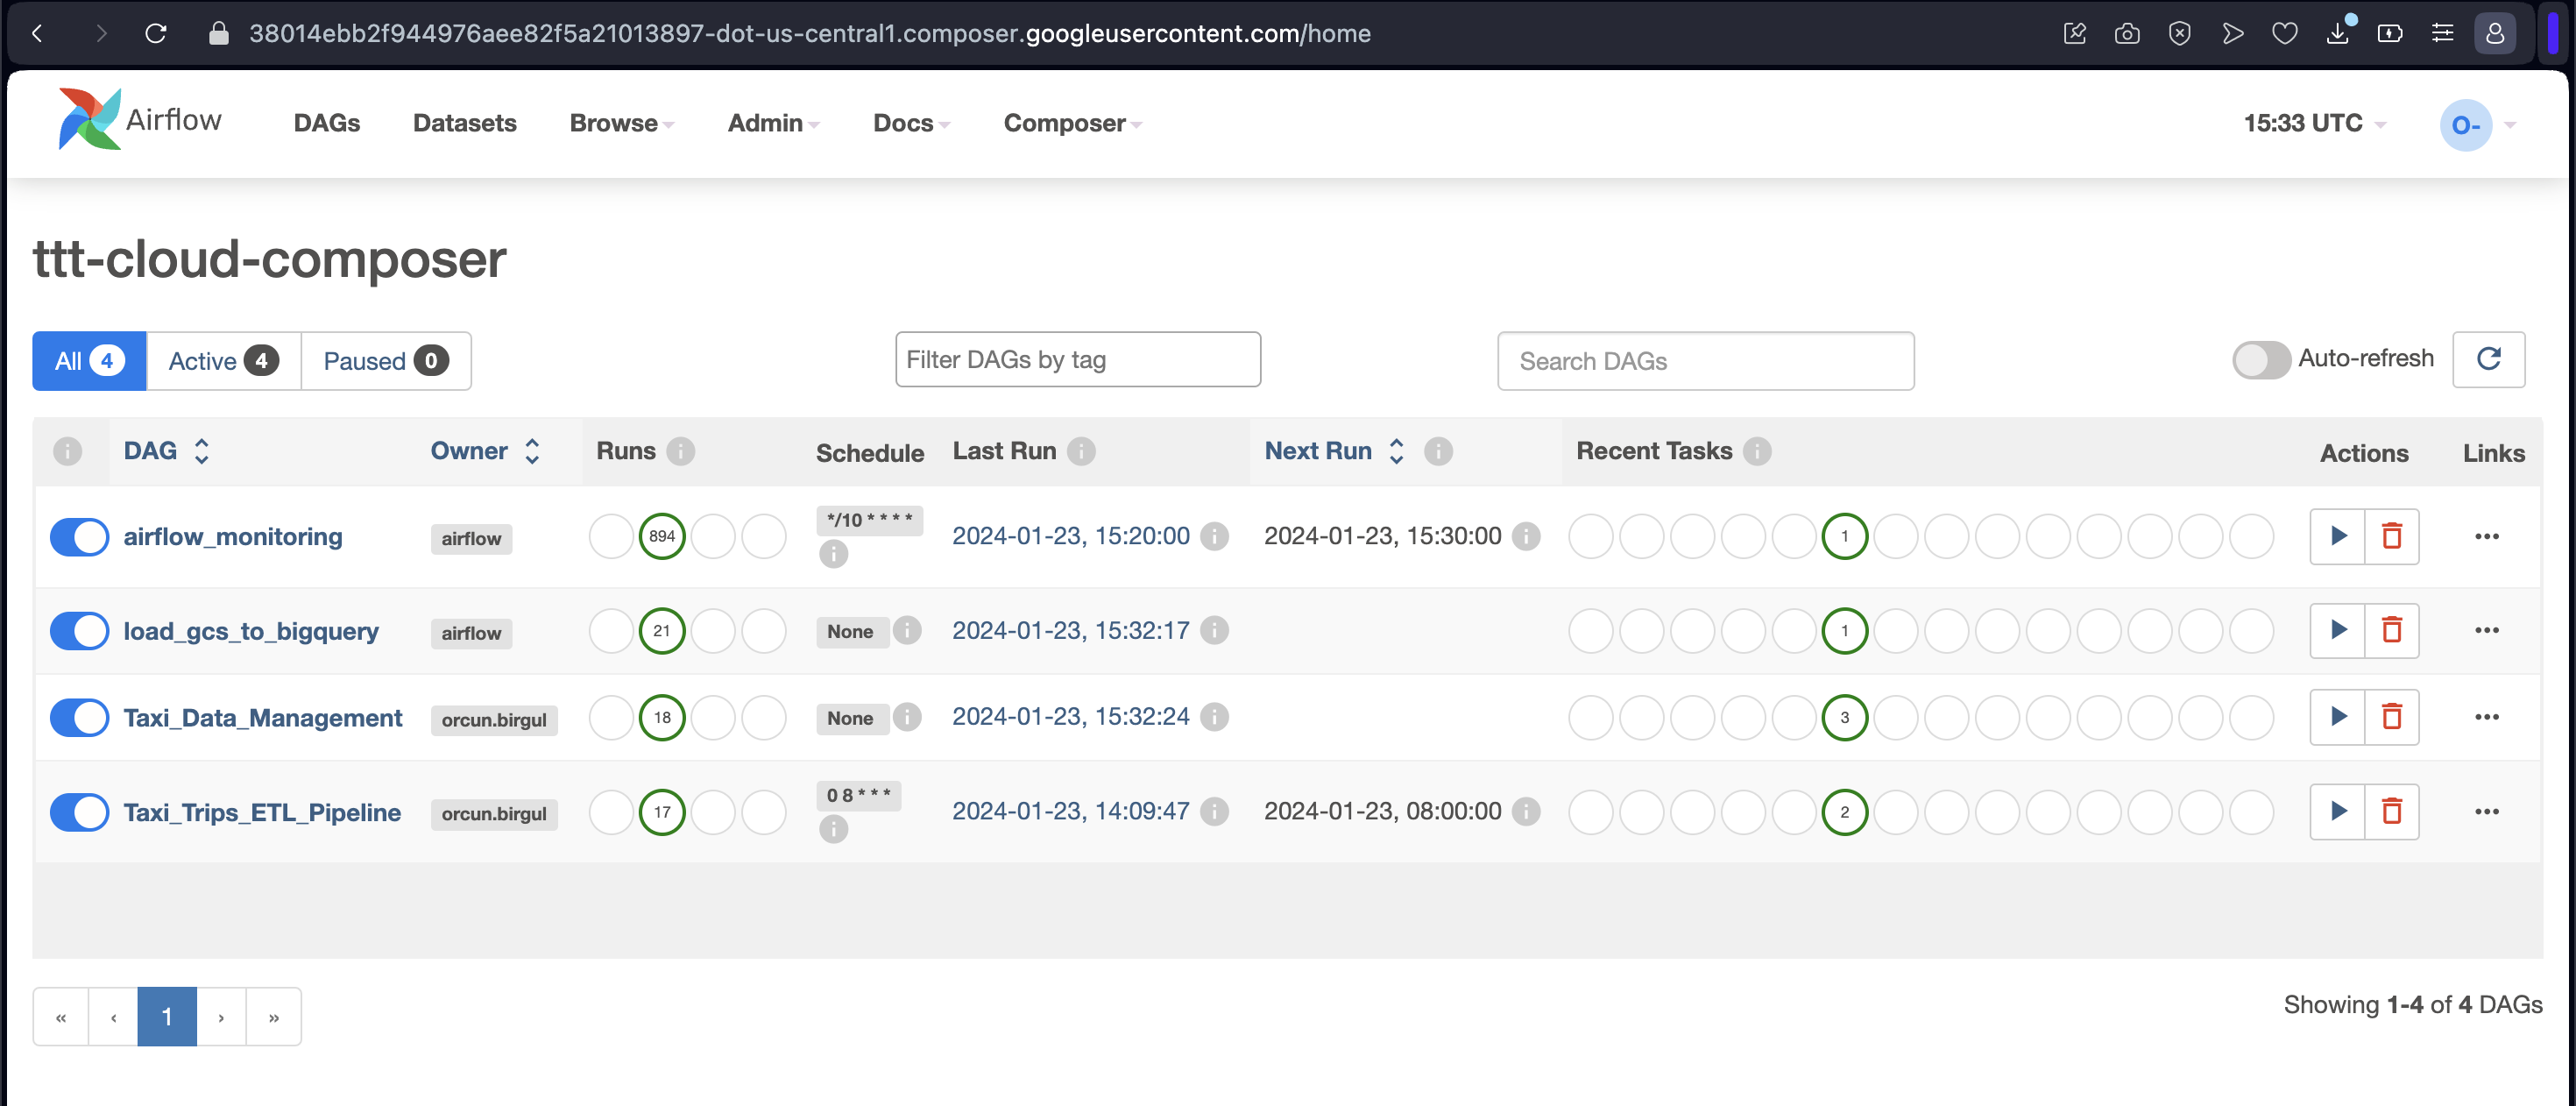 38014ebb2f944976aee82f5a21013897-dot-us-central1.composer.googleusercontent.com/home
Airflow DAGs Datasets Browse Admin Docs Composer 15:33 UTC O-
ttt-cloud-composer
All 4 Active 4 Paused 0 Filter DAGs by tag Search DAGs Auto-refresh
i DAG Owner Runs i Schedule Last Run i Next Run i Recent Tasks i Actions Links
airflow_monitoring airflow 894 */10 * * * * i 2024-01-23, 15:20:00 i 2024-01-23, 15:30:00 i 1 ...
load_gcs_to_bigquery airflow 21 None i 2024-01-23, 15:32:17 i 1 ...
Taxi_Data_Management orcun.birgul 18 None i 2024-01-23, 15:32:24 i 3 ...
Taxi_Trips_ETL_Pipeline orcun.birgul 17 0 8 * * * i 2024-01-23, 14:09:47 i 2024-01-23, 08:00:00 i 2 ...
« ‹ 1 › » Showing 1-4 of 4 DAGs